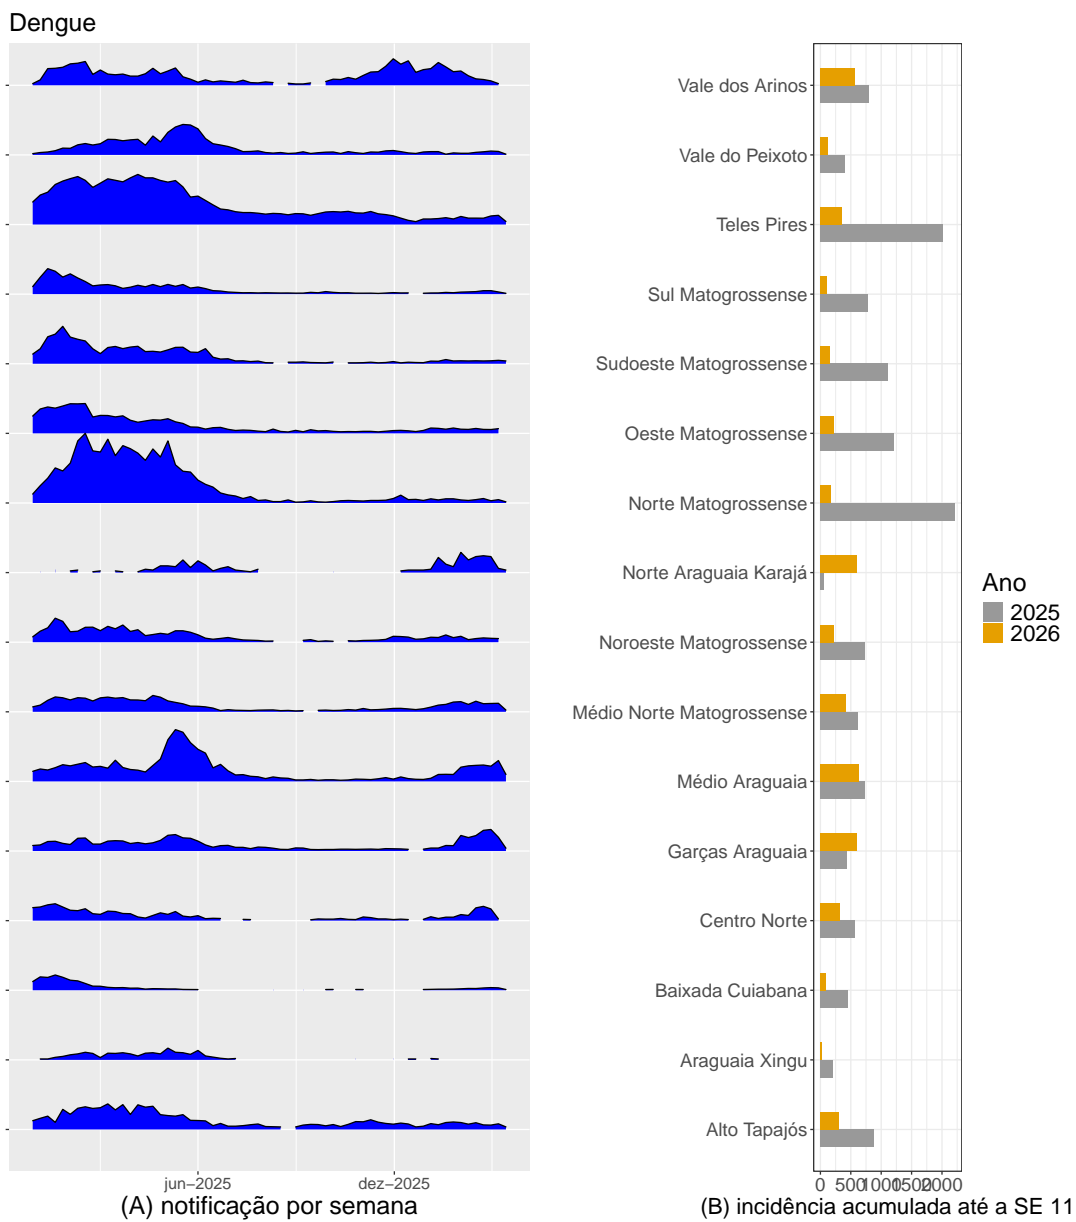 Dengue
Vale dos Arinos
Vale do Peixoto
Teles Pires
Sul Matogrossense
Sudoeste Matogrossense
Oeste Matogrossense
Norte Matogrossense
Norte Araguaia Karajá
Noroeste Matogrossense
Médio Norte Matogrossense
Médio Araguaia
Garças Araguaia
Centro Norte
Baixada Cuiabana
Araguaia Xingu
Alto Tapajós
Ano
2025
2026
jun–2025 dez–2025
0 500 1000 1500 2000
(A) notificação por semana
(B) incidência acumulada até a SE 11